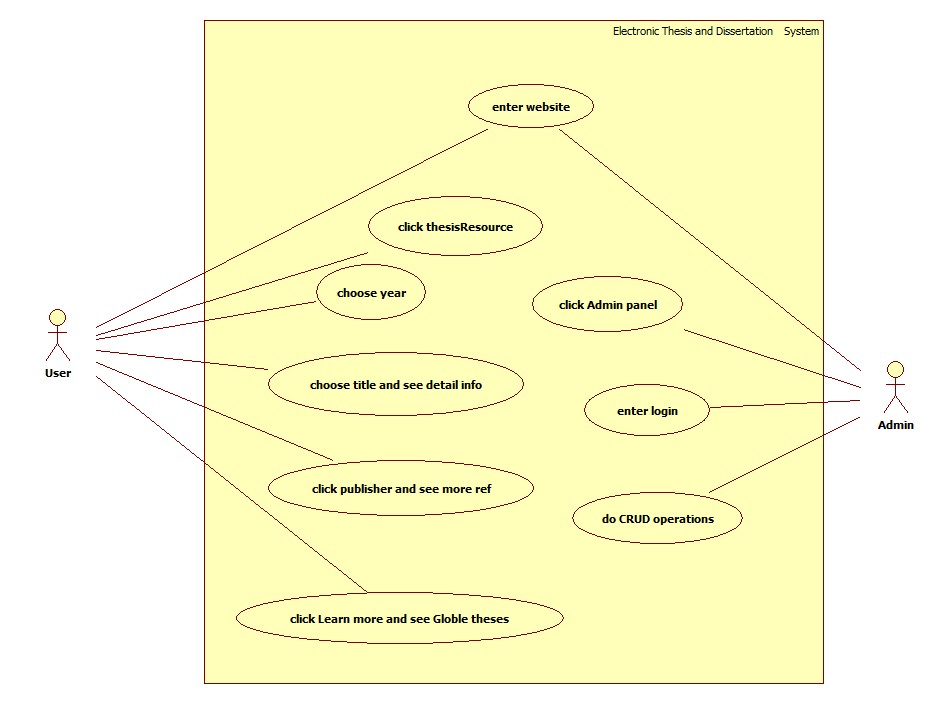 Electronic Thesis and Dissertation System
enter website
click thesisResource
choose year
click Admin panel
User
choose title and see detail info
enter login
Admin
click publisher and see more ref
do CRUD operations
click Learn more and see Globle theses